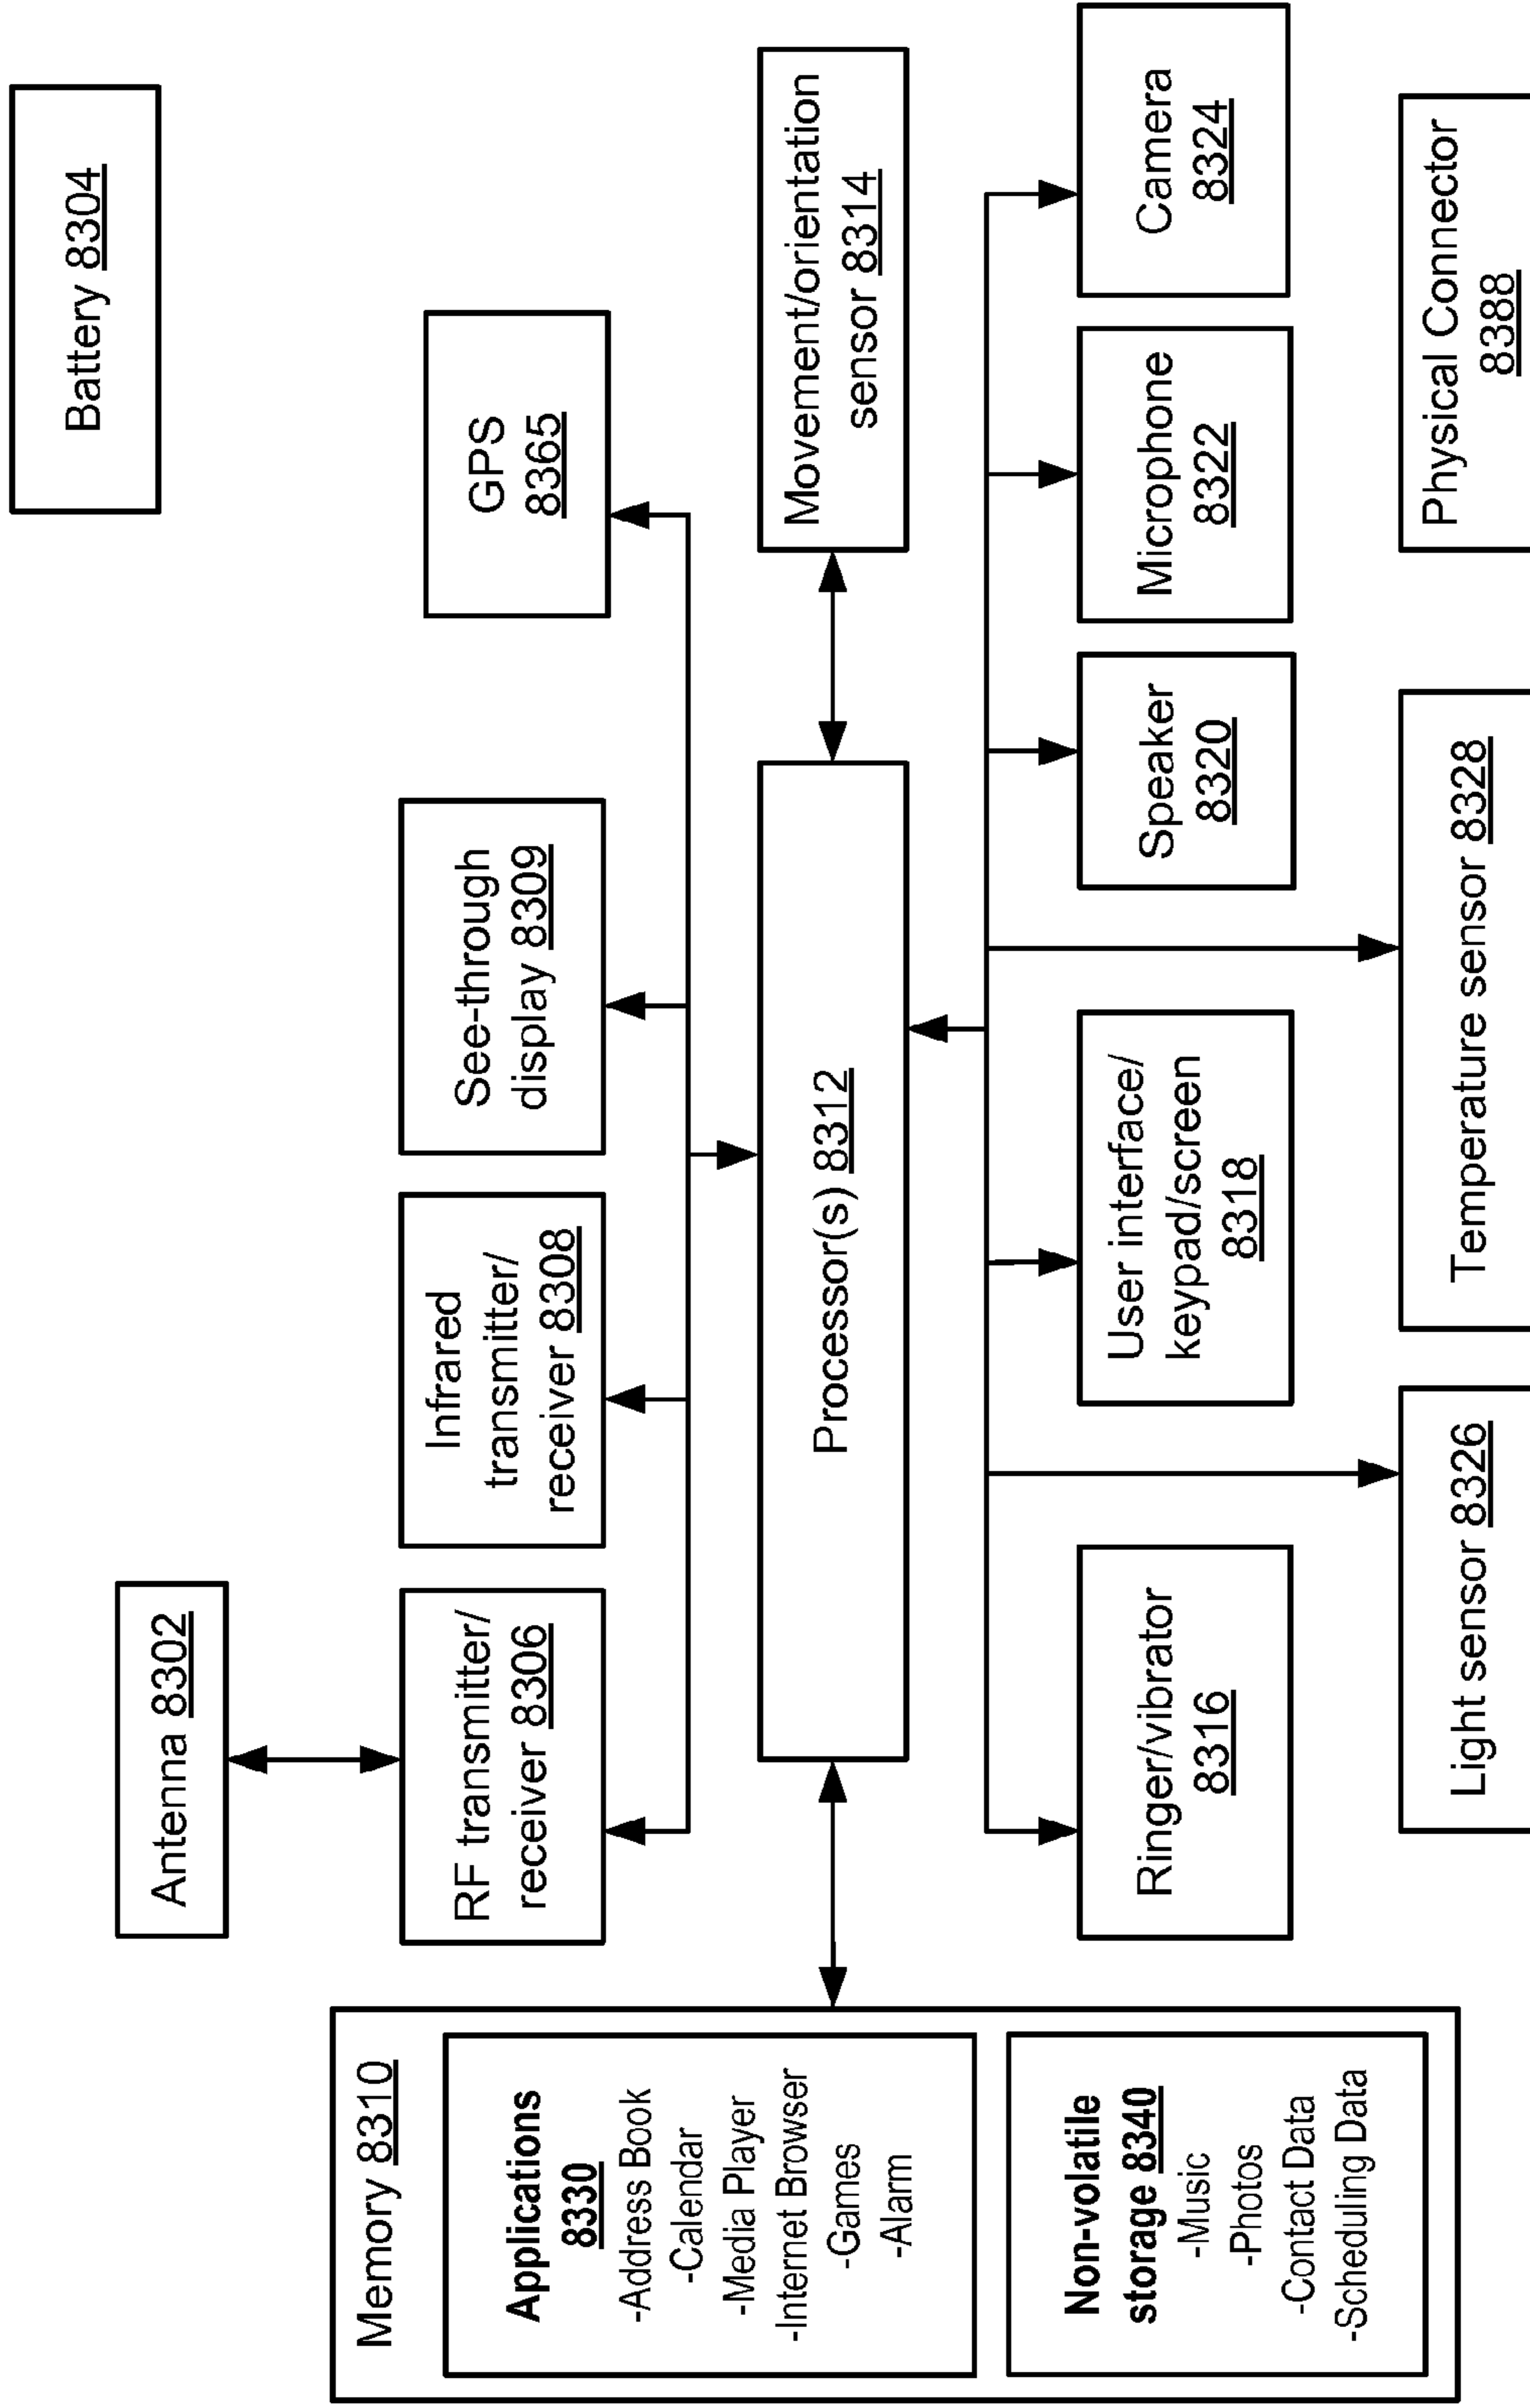 Battery 8304
Antenna 8302
RF transmitter/
receiver 8306
Infrared
transmitter/
receiver 8308
See-through
display 8309
GPS
8365
Memory 8310
Applications
8330
-Address Book
-Calendar
-Media Player
-Internet Browser
-Games
-Alarm
Non-volatile
storage 8340
-Music
-Photos
-Contact Data
-Scheduling Data
Processor(s) 8312
Movement/orientation
sensor 8314
Ringer/vibrator
8316
User interface/
keypad/screen
8318
Speaker
8320
Microphone
8322
Camera
8324
Light sensor 8326
Temperature sensor 8328
Physical Connector
8388